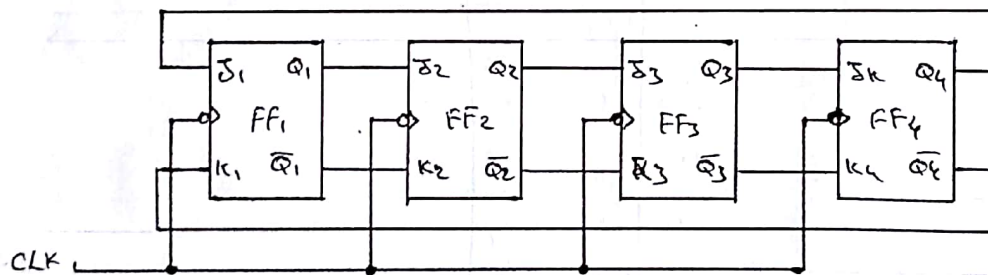 J1 Q1 J2 Q2 J3 Q3 JK Q4
FF1 FF2 FF3 FF4
K1 Q̅1 K2 Q̅2 K3 Q̅3 K4 Q̅4
CLK